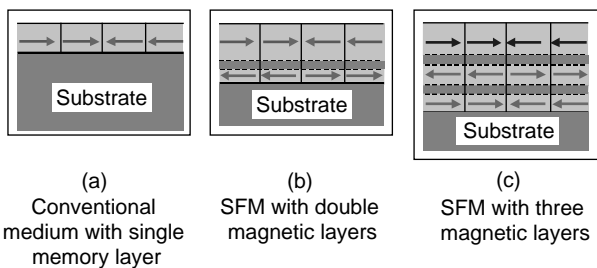 Substrate
(a)
Conventional
medium with single
memory layer
Substrate
(b)
SFM with double
magnetic layers
Substrate
(c)
SFM with three
magnetic layers